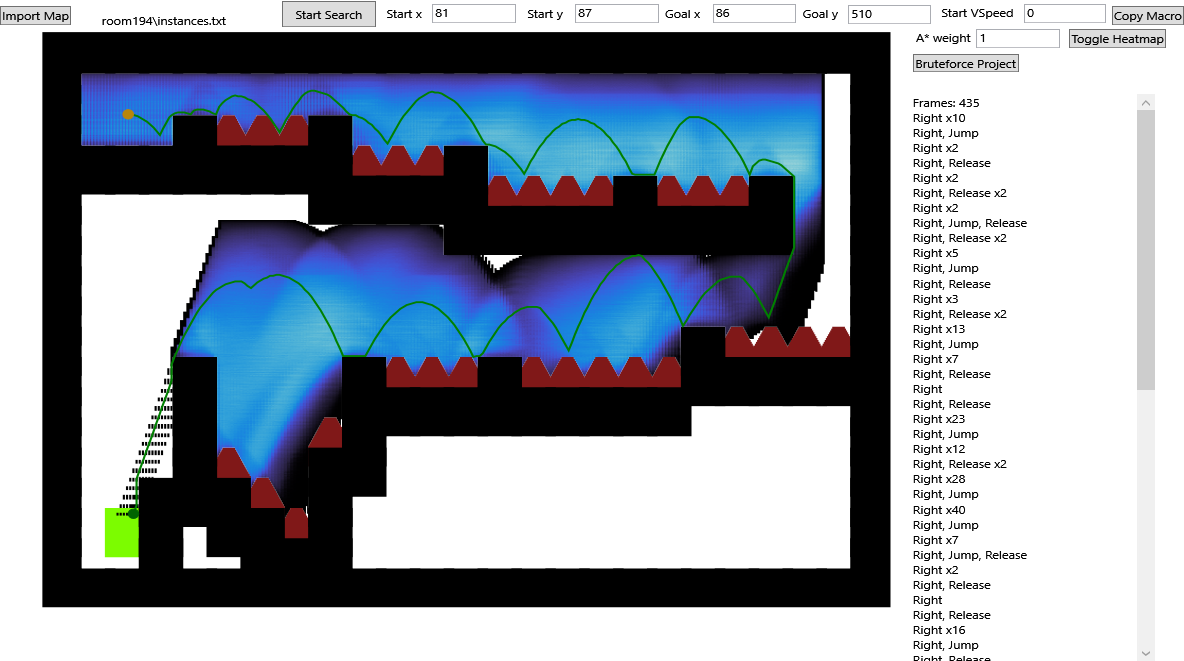 Import Map
room194\instances.txt
Start Search
Start x 81
Start y 87
Goal x 86
Goal y 510
Start VSpeed 0
Copy Macro
A* weight 1
Toggle Heatmap
Bruteforce Project
Frames: 435
Right x10
Right, Jump
Right x2
Right, Release
Right x2
Right, Release x2
Right x2
Right, Jump, Release
Right, Release x2
Right x5
Right, Jump
Right, Release
Right x3
Right, Release x2
Right x13
Right, Jump
Right x7
Right, Release
Right
Right, Release
Right x23
Right, Jump
Right x12
Right, Release x2
Right x28
Right, Jump
Right x40
Right, Jump
Right x7
Right, Jump, Release
Right x2
Right, Release
Right
Right, Release
Right x16
Right, Jump
Right, Release